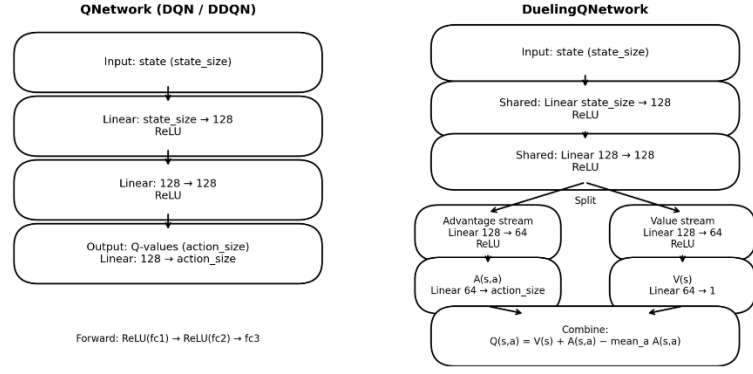 QNetwork (DQN / DDQN)
Input: state (state_size)
Linear: state_size → 128
ReLU
Linear: 128 → 128
ReLU
Output: Q-values (action_size)
Linear: 128 → action_size
Forward: ReLU(fc1) → ReLU(fc2) → fc3
DuelingQNetwork
Input: state (state_size)
Shared: Linear state_size → 128
ReLU
Shared: Linear 128 → 128
ReLU
Split
Advantage stream
Linear 128 → 64
ReLU
Value stream
Linear 128 → 64
ReLU
A(s,a)
Linear 64 → action_size
V(s)
Linear 64 → 1
Combine:
Q(s,a) = V(s) + A(s,a) − mean_a A(s,a)